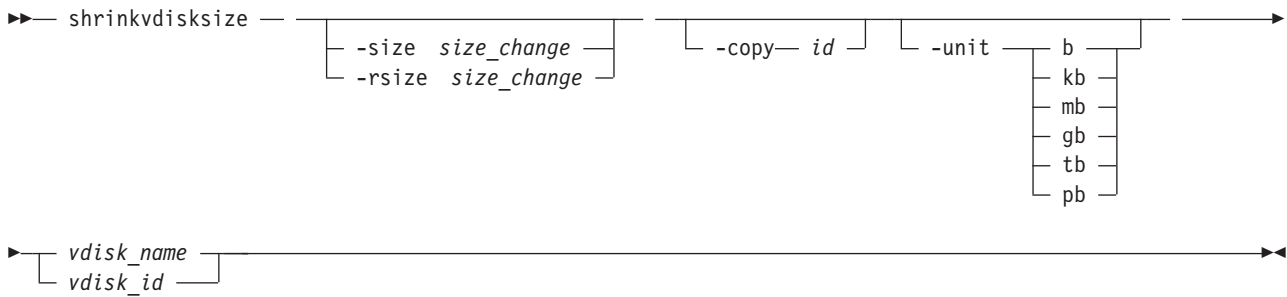 shrinkvdisksize -size size_change -copy id -unit b
-rsize size_change kb
mb
gb
tb
pb
vdisk_name
vdisk_id